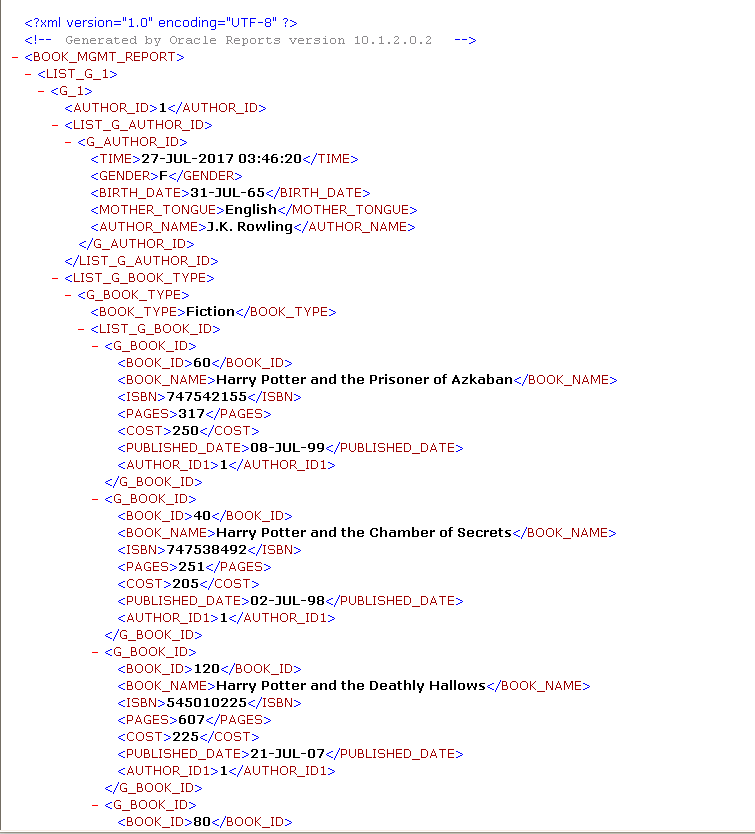 <?xml version="1.0" encoding="UTF-8" ?>
<!-- Generated by Oracle Reports version 10.1.2.0.2 -->
- <BOOK_MGMT_REPORT>
- <LIST_G_1>
- <G_1>
<AUTHOR_ID>1</AUTHOR_ID>
- <LIST_G_AUTHOR_ID>
- <G_AUTHOR_ID>
<TIME>27-JUL-2017 03:46:20</TIME>
<GENDER>F</GENDER>
<BIRTH_DATE>31-JUL-65</BIRTH_DATE>
<MOTHER_TONGUE>English</MOTHER_TONGUE>
<AUTHOR_NAME>J.K. Rowling</AUTHOR_NAME>
</G_AUTHOR_ID>
</LIST_G_AUTHOR_ID>
- <LIST_G_BOOK_TYPE>
- <G_BOOK_TYPE>
<BOOK_TYPE>Fiction</BOOK_TYPE>
- <LIST_G_BOOK_ID>
- <G_BOOK_ID>
<BOOK_ID>60</BOOK_ID>
<BOOK_NAME>Harry Potter and the Prisoner of Azkaban</BOOK_NAME>
<ISBN>747542155</ISBN>
<PAGES>317</PAGES>
<COST>250</COST>
<PUBLISHED_DATE>08-JUL-99</PUBLISHED_DATE>
<AUTHOR_ID1>1</AUTHOR_ID1>
</G_BOOK_ID>
- <G_BOOK_ID>
<BOOK_ID>40</BOOK_ID>
<BOOK_NAME>Harry Potter and the Chamber of Secrets</BOOK_NAME>
<ISBN>747538492</ISBN>
<PAGES>251</PAGES>
<COST>205</COST>
<PUBLISHED_DATE>02-JUL-98</PUBLISHED_DATE>
<AUTHOR_ID1>1</AUTHOR_ID1>
</G_BOOK_ID>
- <G_BOOK_ID>
<BOOK_ID>120</BOOK_ID>
<BOOK_NAME>Harry Potter and the Deathly Hallows</BOOK_NAME>
<ISBN>545010225</ISBN>
<PAGES>607</PAGES>
<COST>225</COST>
<PUBLISHED_DATE>21-JUL-07</PUBLISHED_DATE>
<AUTHOR_ID1>1</AUTHOR_ID1>
</G_BOOK_ID>
- <G_BOOK_ID>
<BOOK_ID>80</BOOK_ID>